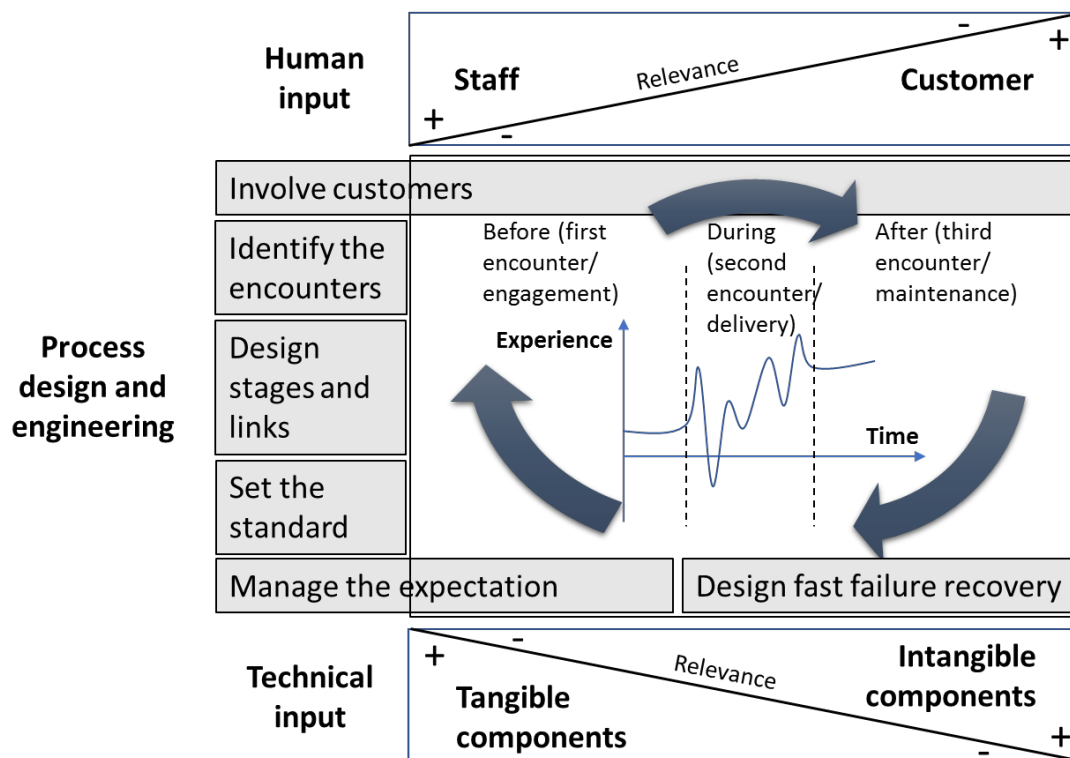 Human
input
Staff
Relevance
Customer
+
-
-
+
Process
design and
engineering
Involve customers
Identify the
encounters
Design
stages and
links
Set the
standard
Manage the expectation
Design fast failure recovery
Before (first
encounter/
engagement)
During
(second
encounter/
delivery)
After (third
encounter/
maintenance)
Experience
Time
Technical
input
+
-
Relevance
Tangible
components
Intangible
components
-
+